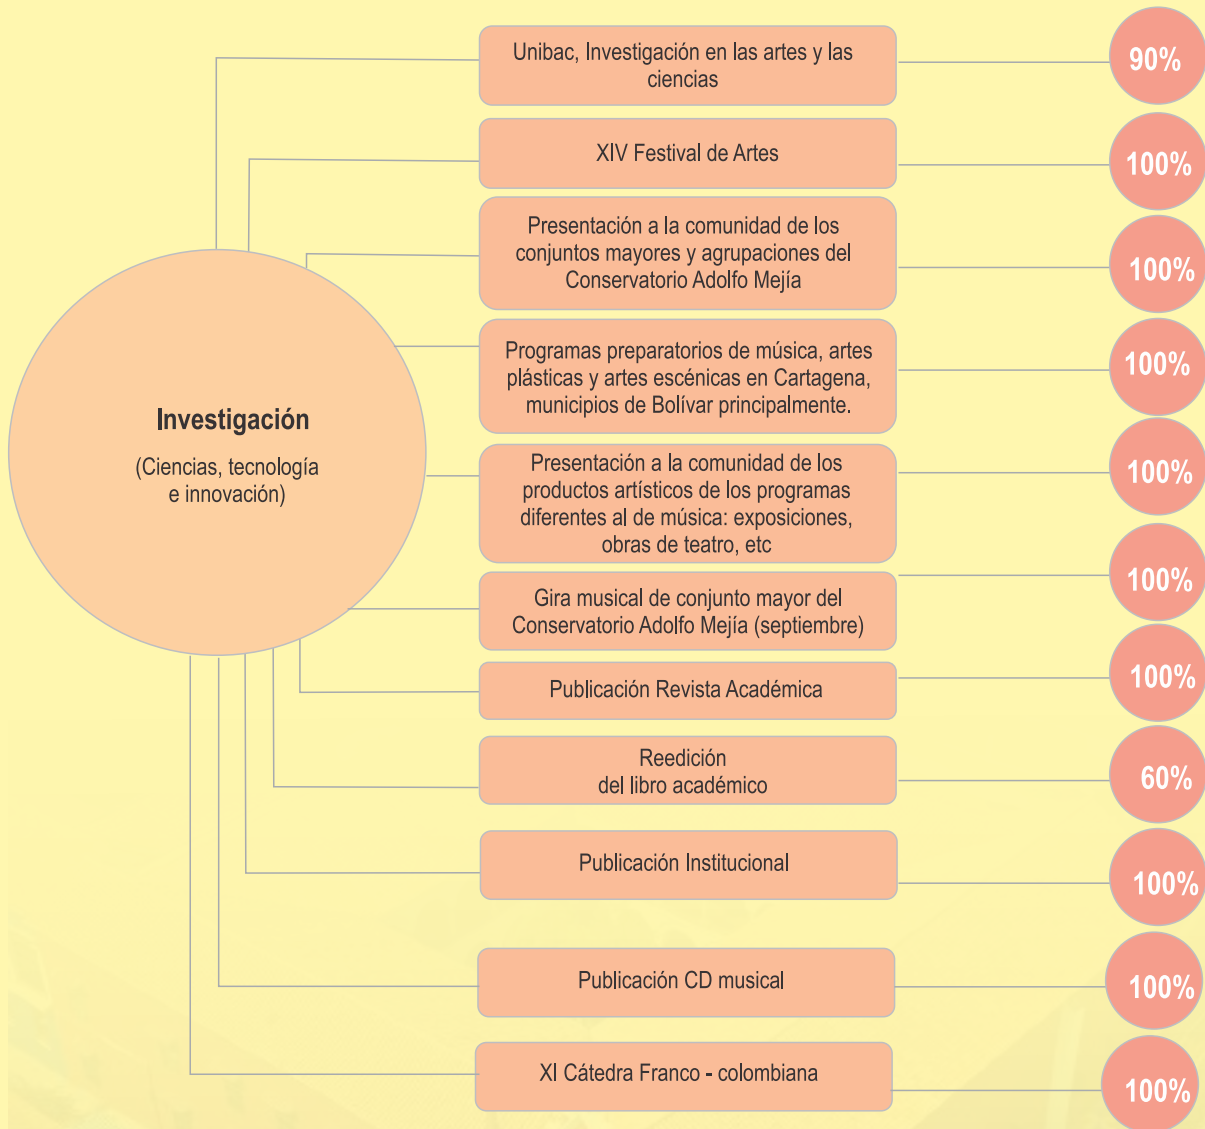 Unibac, Investigación en las artes y las
ciencias
90%
XIV Festival de Artes
100%
Presentación a la comunidad de los
conjuntos mayores y agrupaciones del
Conservatorio Adolfo Mejía
100%
Programas preparatorios de música, artes
plásticas y artes escénicas en Cartagena,
municipios de Bolívar principalmente.
100%
Investigación
(Ciencias, tecnología
e innovación)
Presentación a la comunidad de los
productos artísticos de los programas
diferentes al de música: exposiciones,
obras de teatro, etc
100%
Gira musical de conjunto mayor del
Conservatorio Adolfo Mejía (septiembre)
100%
Publicación Revista Académica
100%
Reedición
del libro académico
60%
Publicación Institucional
100%
Publicación CD musical
100%
XI Cátedra Franco - colombiana
100%